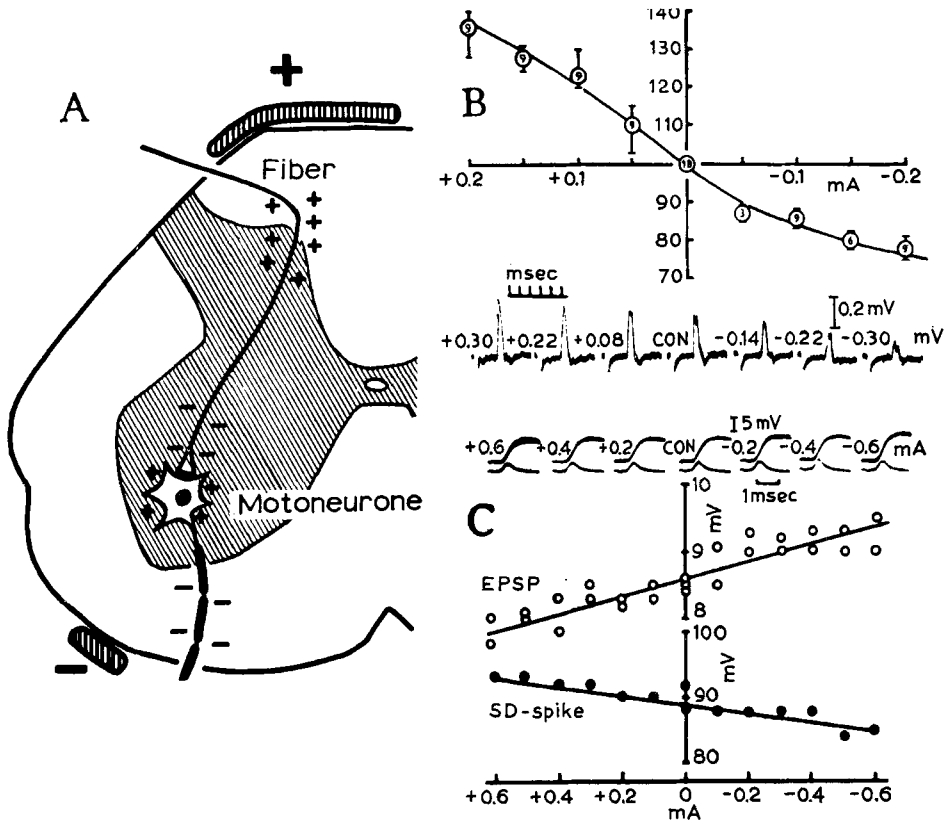 A
+
Fiber
+ +
+
+ +
+ +
- -
- -
+ +
+ +
Motoneurone
- -
- -
-
B
140
130
120
110
90
80
70
9
9
9
9
18
3
9
6
9
+0.2 +0.1 -0.1 -0.2
mA
msec
0.2 mV
+0.30 +0.22 +0.08 CON -0.14 -0.22 -0.30 mV
5 mV
+0.6 +0.4 +0.2 CON -0.2 -0.4 -0.6 mA
1msec
C
10
mV
9
8
EPSP
100
mV
90
80
SD-spike
+0.6 +0.4 +0.2 0 -0.2 -0.4 -0.6
mA